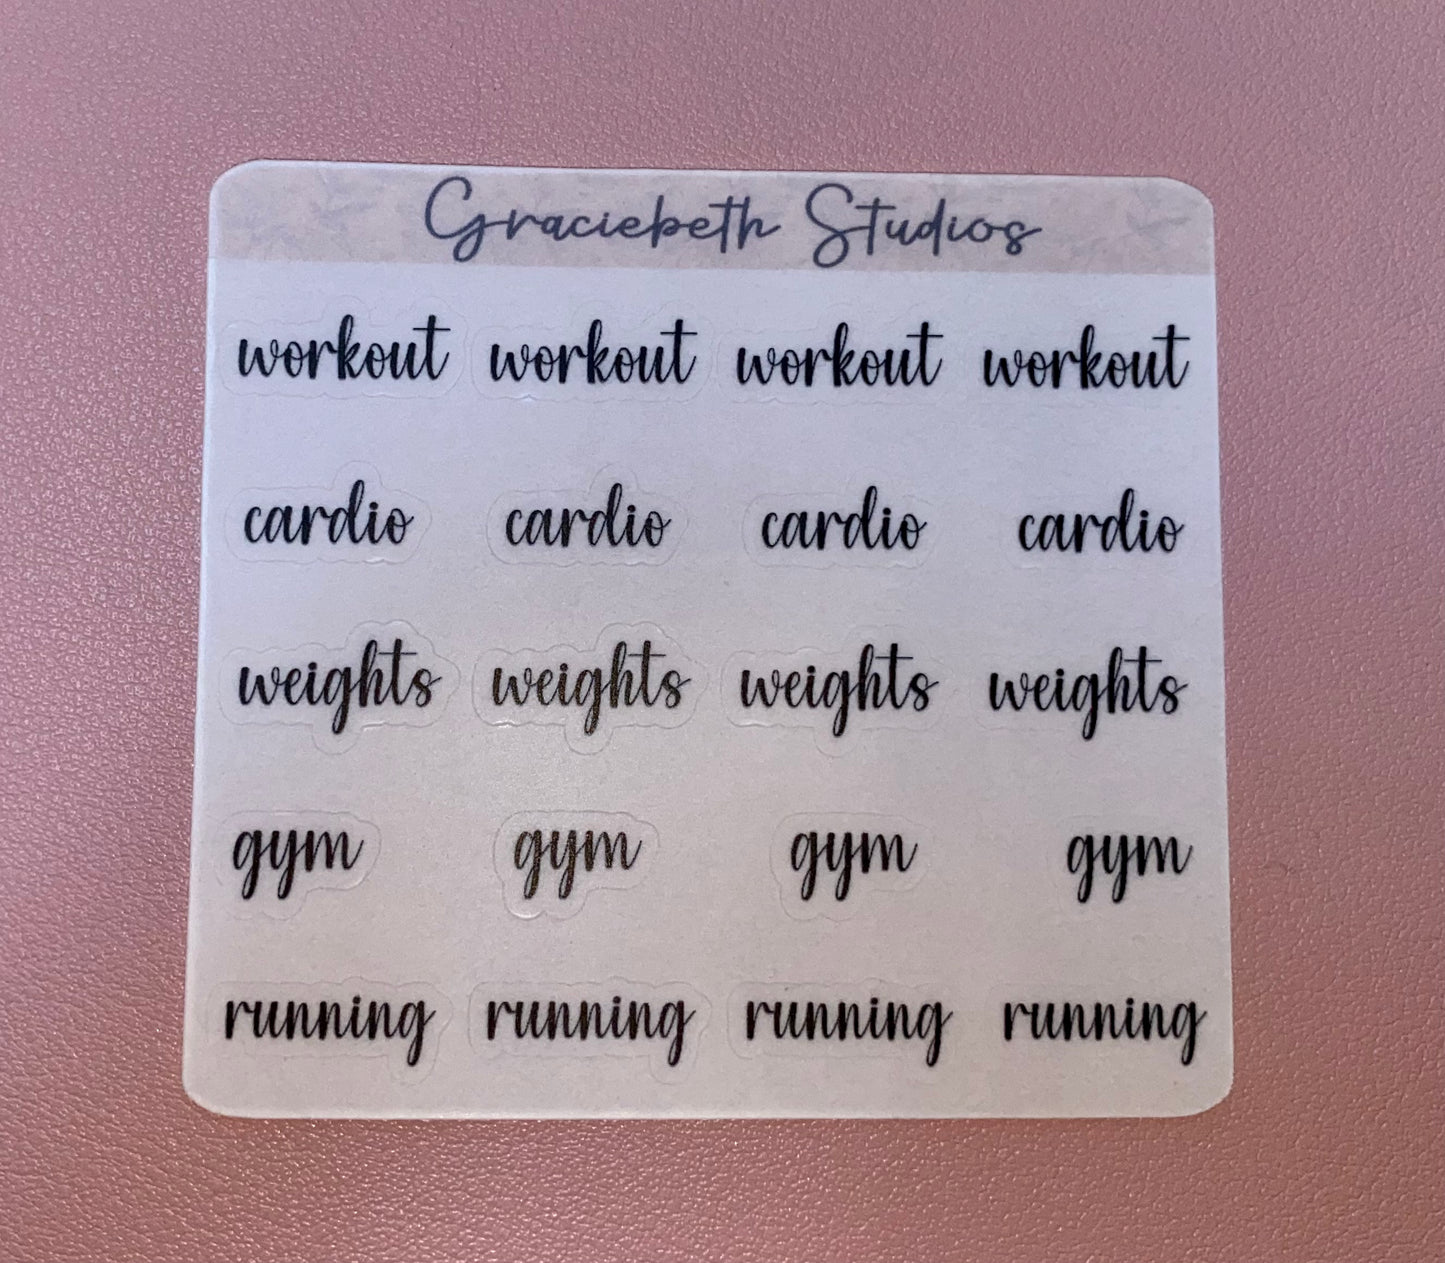 Graciebeth Studios
workout workout workout workout
cardio cardio cardio cardio
weights weights weights weights
gym gym gym gym
running running running running